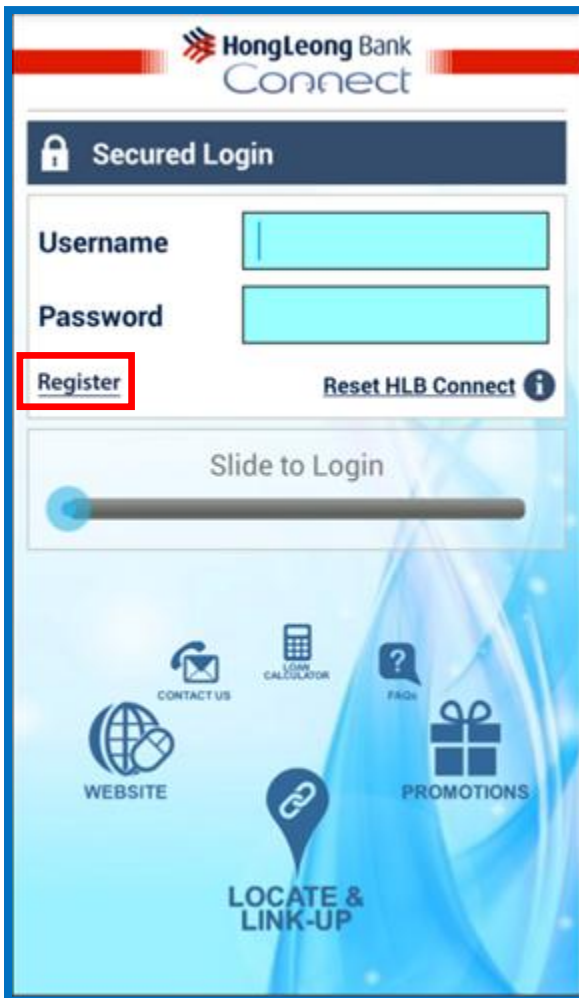 HongLeong Bank
Connect
Secured Login
Username
Password
Register
Reset HLB Connect
Slide to Login
LOAN
CALCULATOR
CONTACT US
FAQs
WEBSITE
PROMOTIONS
LOCATE &
LINK-UP